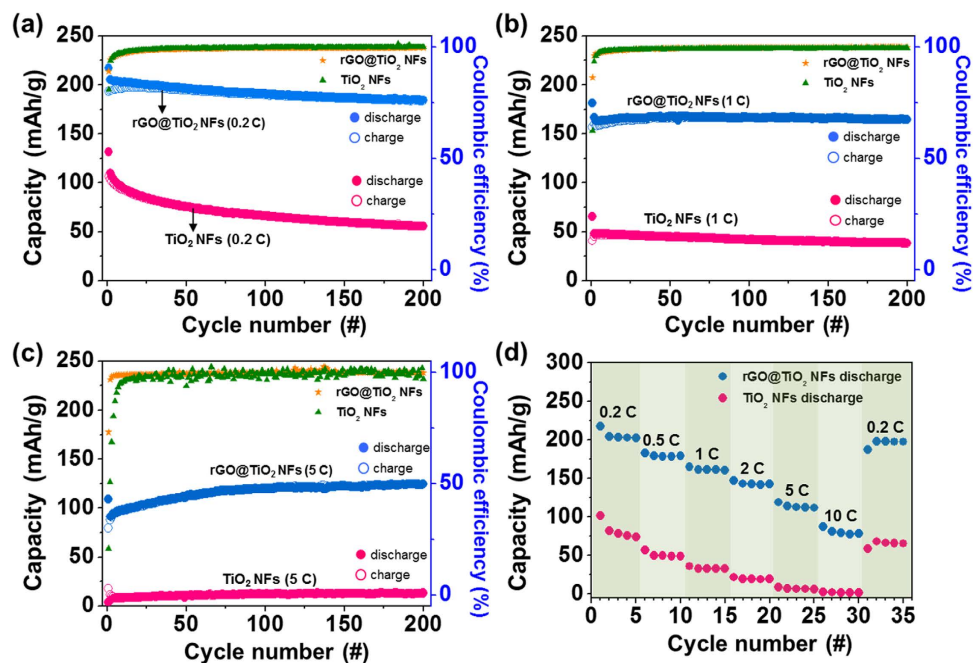 (a)
250
200
150
100
50
0
Capacity (mAh/g)
0 50 100 150 200
Cycle number (#)
100
50
0
Coulombic efficiency (%)
rGO@TiO2 NFs
TiO2 NFs
rGO@TiO2 NFs (0.2 C)
discharge
charge
discharge
charge
TiO2 NFs (0.2 C)
(b)
250
200
150
100
50
0
Capacity (mAh/g)
0 50 100 150 200
Cycle number (#)
100
50
0
Coulombic efficiency (%)
rGO@TiO2 NFs
TiO2 NFs
rGO@TiO2 NFs (1 C)
discharge
charge
discharge
charge
TiO2 NFs (1 C)
(c)
250
200
150
100
50
0
Capacity (mAh/g)
0 50 100 150 200
Cycle number (#)
100
50
0
Coulombic efficiency (%)
rGO@TiO2 NFs
TiO2 NFs
discharge
charge
rGO@TiO2 NFs (5 C)
discharge
charge
TiO2 NFs (5 C)
(d)
300
250
200
150
100
50
0
Capacity (mAh/g)
0 5 10 15 20 25 30 35
Cycle number (#)
rGO@TiO2 NFs discharge
TiO2 NFs discharge
0.2 C
0.5 C
1 C
2 C
5 C
10 C
0.2 C